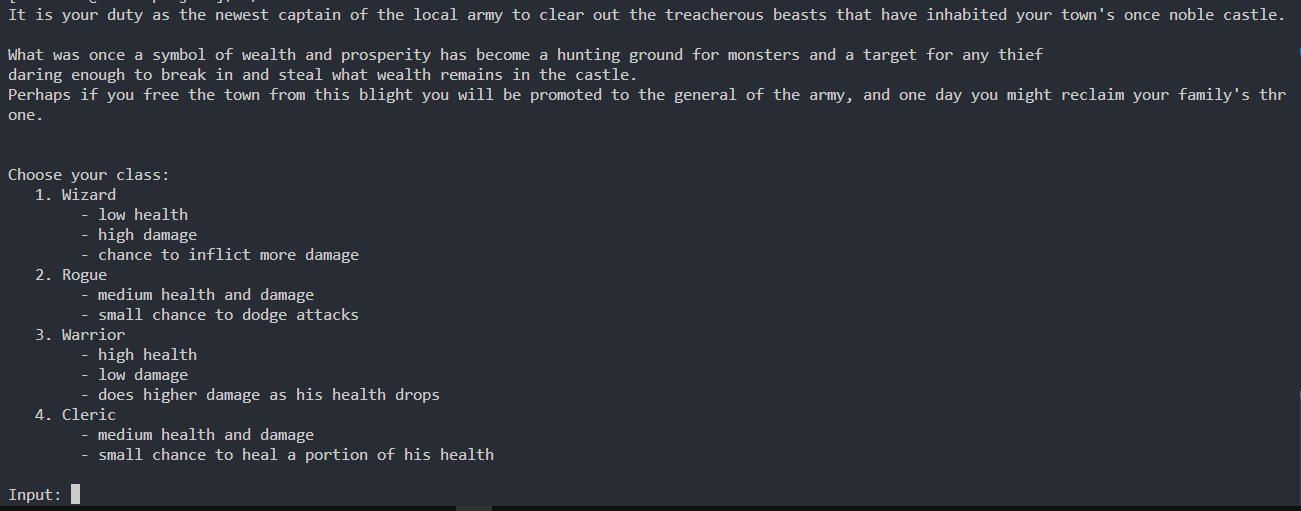 It is your duty as the newest captain of the local army to clear out the treacherous beasts that have inhabited your town's once noble castle.
What was once a symbol of wealth and prosperity has become a hunting ground for monsters and a target for any thief
daring enough to break in and steal what wealth remains in the castle.
Perhaps if you free the town from this blight you will be promoted to the general of the army, and one day you might reclaim your family's thr
one.
Choose your class:
1. Wizard
- low health
- high damage
- chance to inflict more damage
2. Rogue
- medium health and damage
- small chance to dodge attacks
3. Warrior
- high health
- low damage
- does higher damage as his health drops
4. Cleric
- medium health and damage
- small chance to heal a portion of his health
Input: